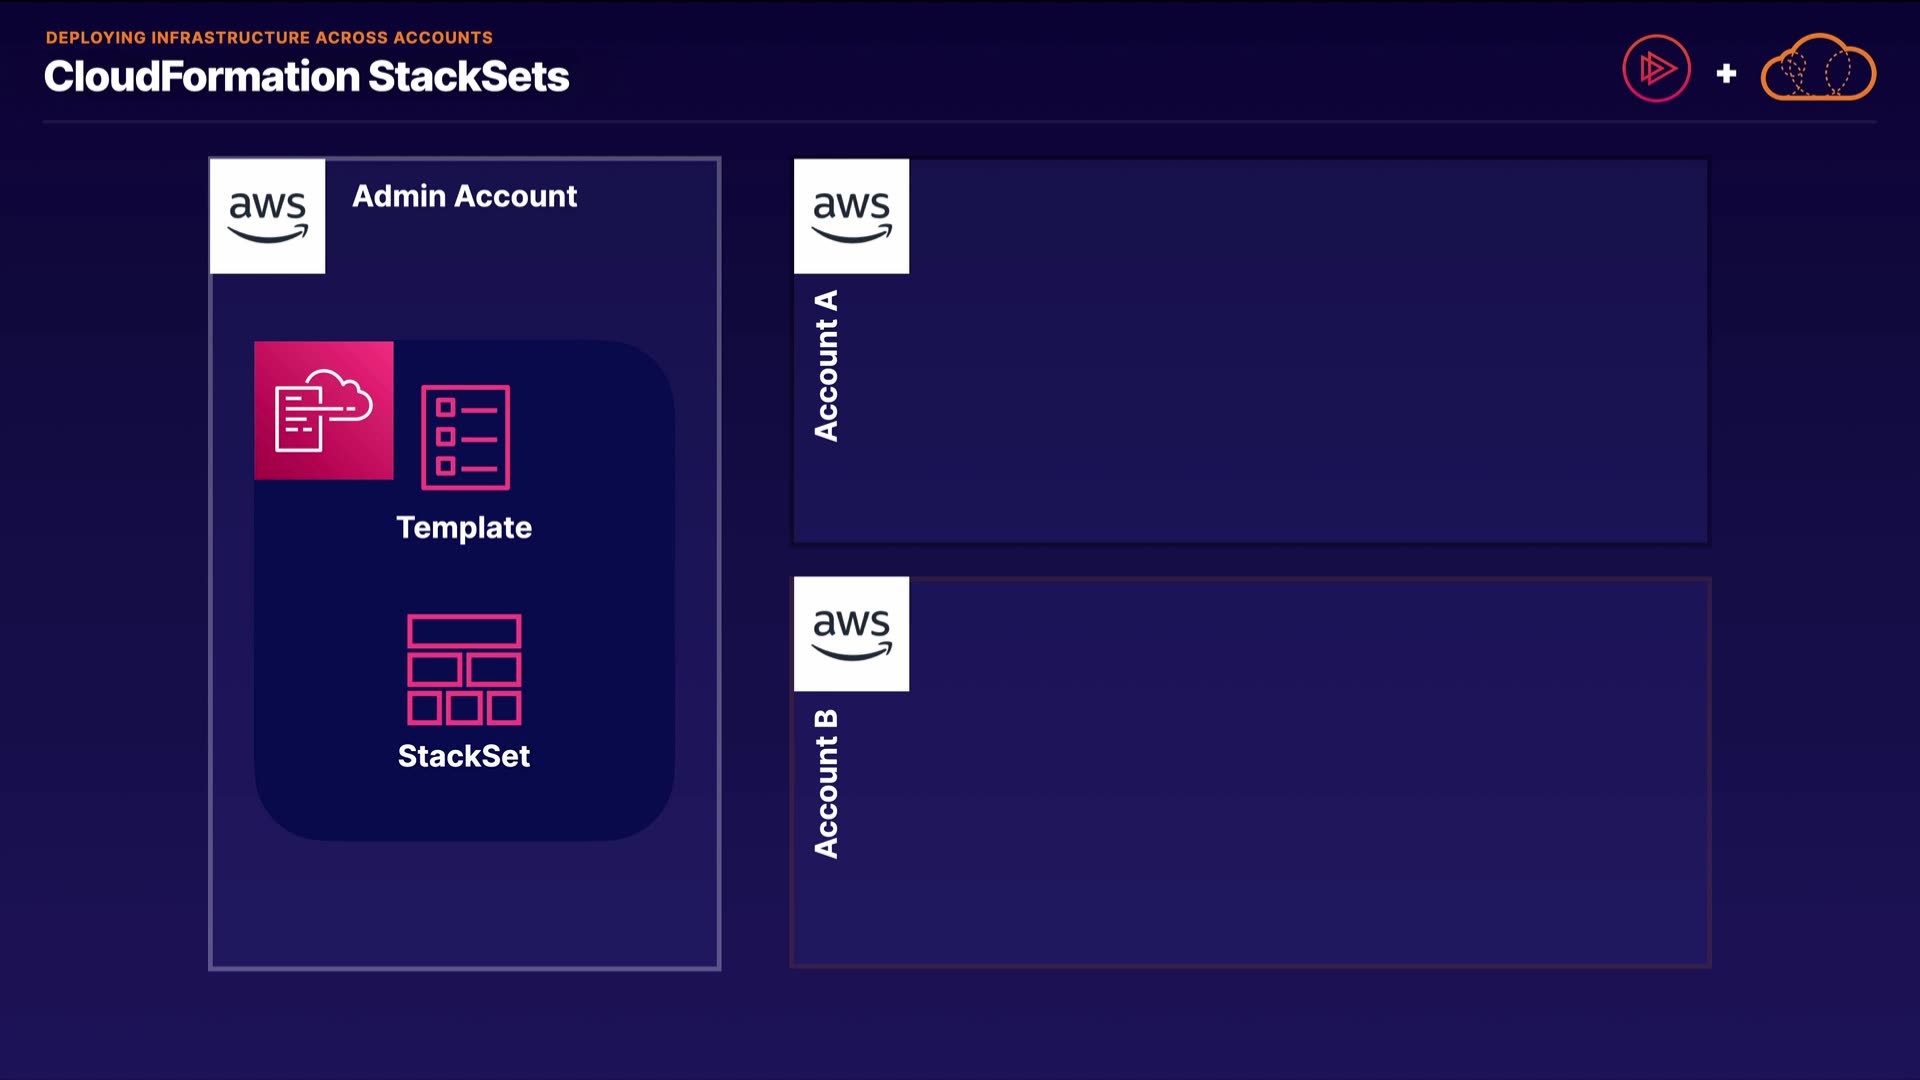 DEPLOYING INFRASTRUCTURE ACROSS ACCOUNTS
CloudFormation StackSets
+
aws
Admin Account
Template
StackSet
aws
Account A
aws
Account B